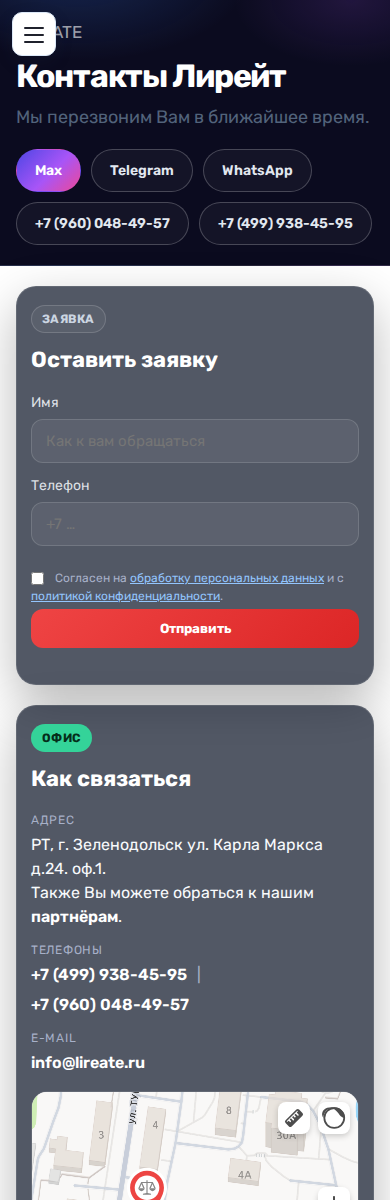 ATE
Контакты Лирейт
Мы перезвоним Вам в ближайшее время.
Max
Telegram
WhatsApp
+7 (960) 048-49-57
+7 (499) 938-45-95
ЗАЯВКА
Оставить заявку
Имя
Как к вам обращаться
Телефон
+7 ...
Согласен на обработку персональных данных и с
политикой конфиденциальности.
Отправить
ОФИС
Как связаться
АДРЕС
РТ, г. Зеленодольск ул. Карла Маркса
д.24. оф.1.
Также Вы можете обраться к нашим
партнёрам.
ТЕЛЕФОНЫ
+7 (499) 938-45-95 |
+7 (960) 048-49-57
E-MAIL
info@lireate.ru
3
4
8
30А
4А